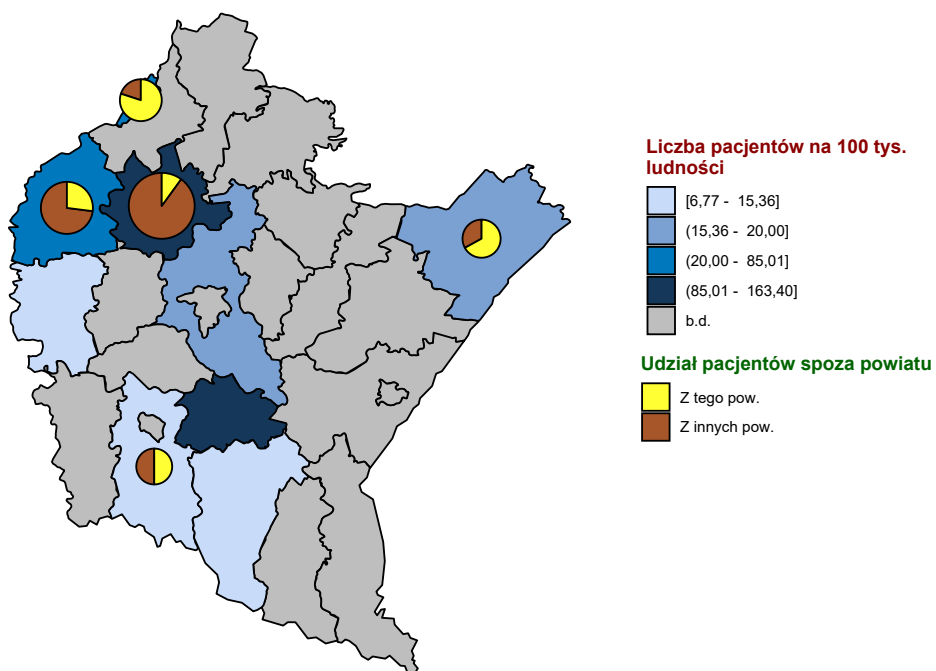 Liczba pacjentów na 100 tys.
ludności
[6,77 - 15,36]
(15,36 - 20,00]
(20,00 - 85,01]
(85,01 - 163,40]
b.d.
Udział pacjentów spoza powiatu
Z tego pow.
Z innych pow.